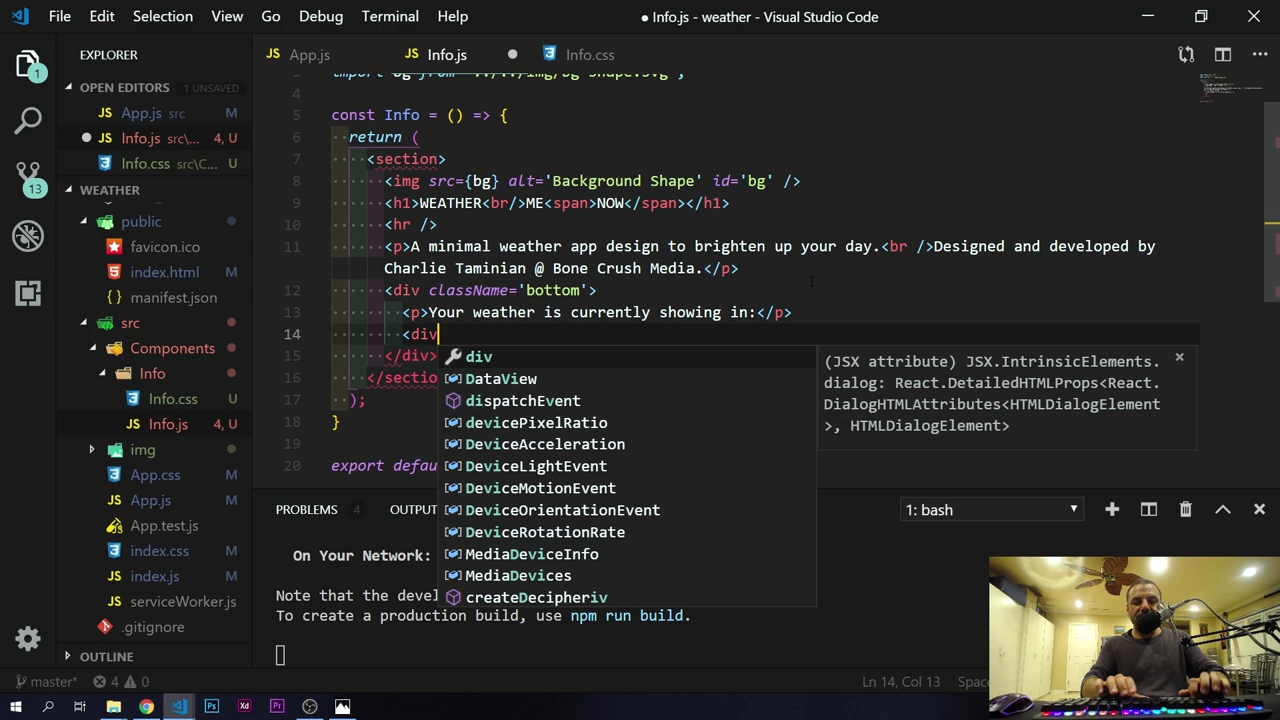 File Edit Selection View Go Debug Terminal Help
● Info.js - weather - Visual Studio Code
EXPLORER
OPEN EDITORS 1 UNSAVED
JS App.js src M
JS Info.js src\... 4, U
Info.css src\C... U
WEATHER
public
favicon.ico
index.html
manifest.json
src
Components
Info
Info.css U
JS Info.js 4, U
img
App.css M
JS App.js M
App.test.js
index.css M
JS index.js M
serviceWorker.js
.gitignore
OUTLINE
1
13
JS App.js
JS Info.js
Info.css
4
5 const Info = () => {
6 return (
7 <section>
8 <img src={bg} alt='Background Shape' id='bg' />
9 <h1>WEATHER<br/>ME<span>NOW</span></h1>
10 <hr />
11 <p>A minimal weather app design to brighten up your day.<br />Designed and developed by
Charlie Taminian @ Bone Crush Media.</p>
12 <div className='bottom'>
13 <p>Your weather is currently showing in:</p>
14 <div
15 </div>
16 </sectio
17 );
18 }
19
20 export defau
div
DataView
dispatchEvent
devicePixelRatio
DeviceAcceleration
DeviceLightEvent
DeviceMotionEvent
DeviceOrientationEvent
DeviceRotationRate
MediaDeviceInfo
MediaDevices
createDecipheriv
(JSX attribute) JSX.IntrinsicElements.
dialog: React.DetailedHTMLProps<React.
DialogHTMLAttributes<HTMLDialogElement
>, HTMLDialogElement>
PROBLEMS 4 OUTPU
1: bash
On Your Network:
Note that the devel
To create a production build, use npm run build.
master* 4 0
Ln 14, Col 13 Spac
Ps Xd Pr